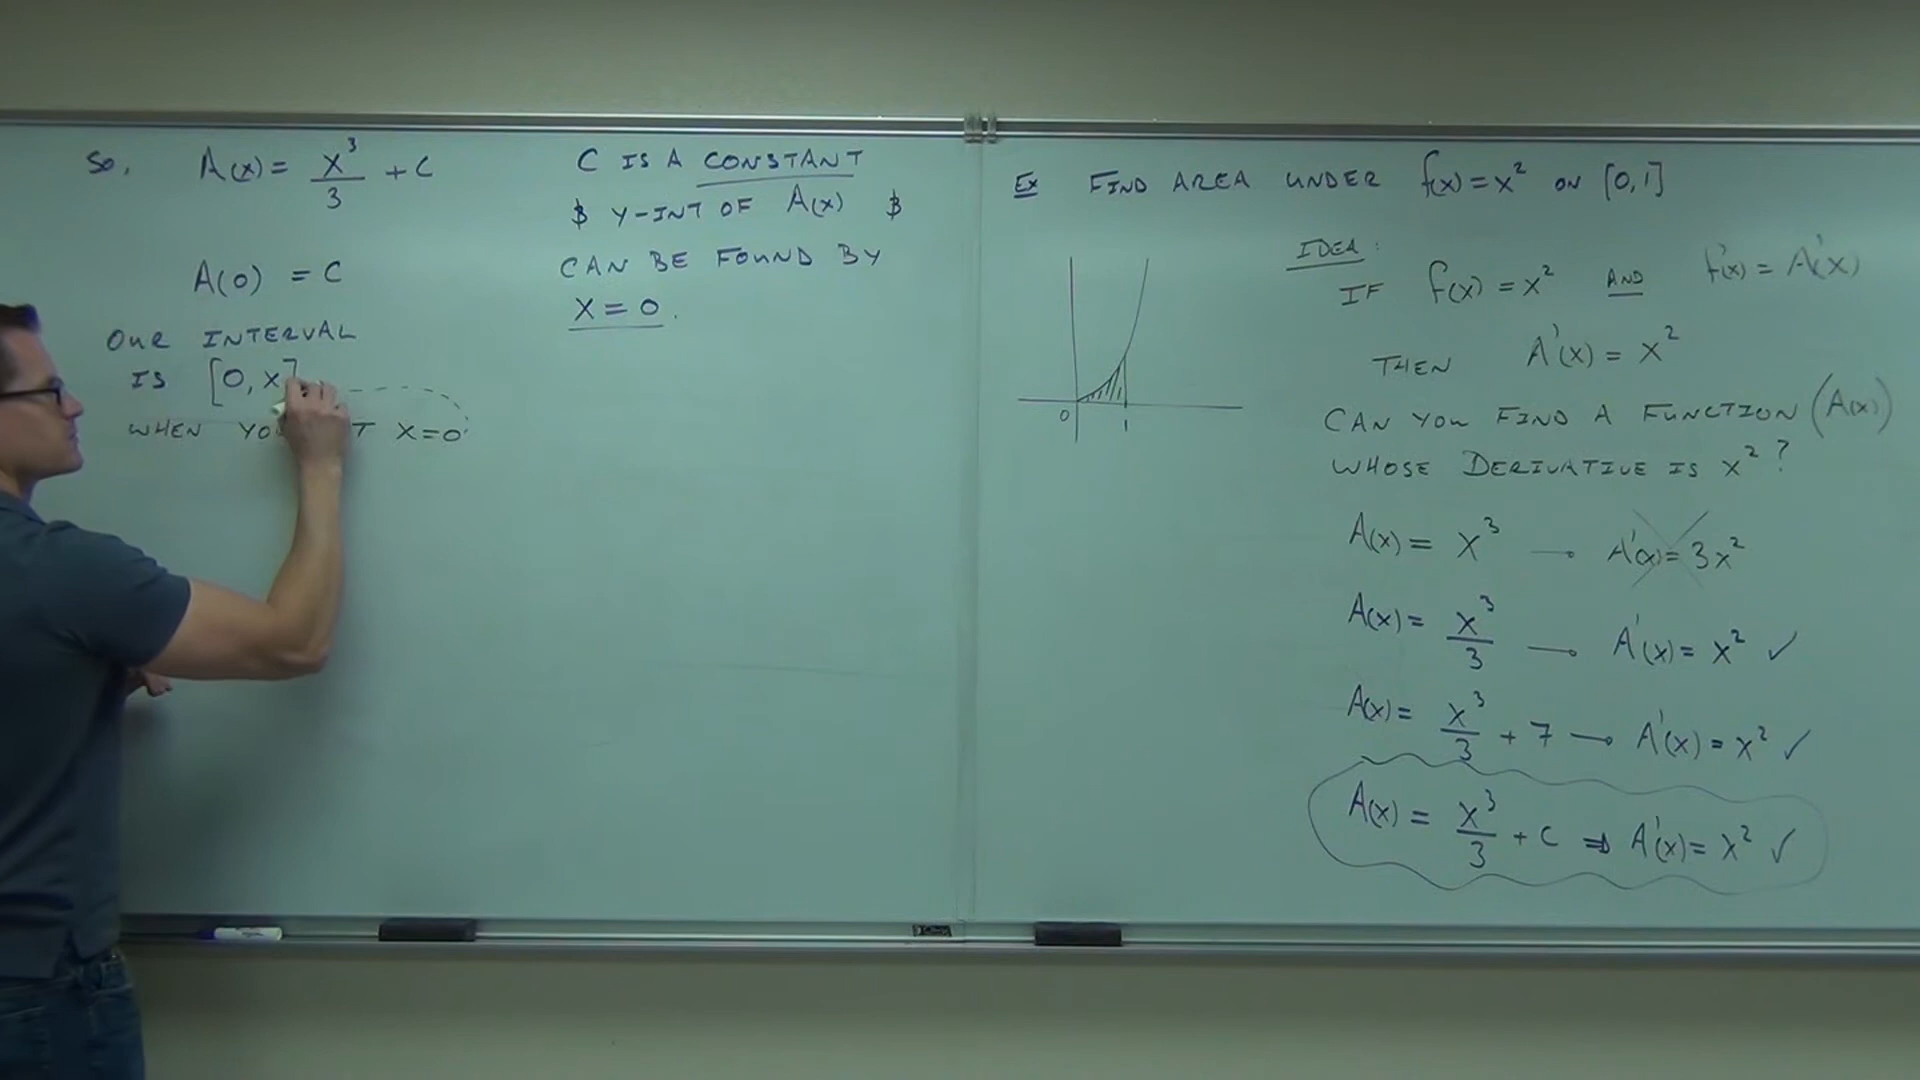 So, A(x) = x³/3 + C
A(0) = C
OUR INTERVAL
IS [0, x]
WHEN X=0
C IS A CONSTANT
$ Y-INT OF A(x) $
CAN BE FOUND BY
X = 0.
Ex FIND AREA UNDER f(x) = x² ON [0,1]
0 1
IDEA:
IF f(x) = x² AND f(x) = A'(x)
THEN A'(x) = x²
CAN YOU FIND A FUNCTION (A(x))
WHOSE DERIVATIVE IS x²?
A(x) = x³ → A'(x) = 3x²
A(x) = x³/3 → A'(x) = x² ✓
A(x) = x³/3 + 7 → A'(x) = x² ✓
A(x) = x³/3 + C ⇒ A'(x) = x² ✓